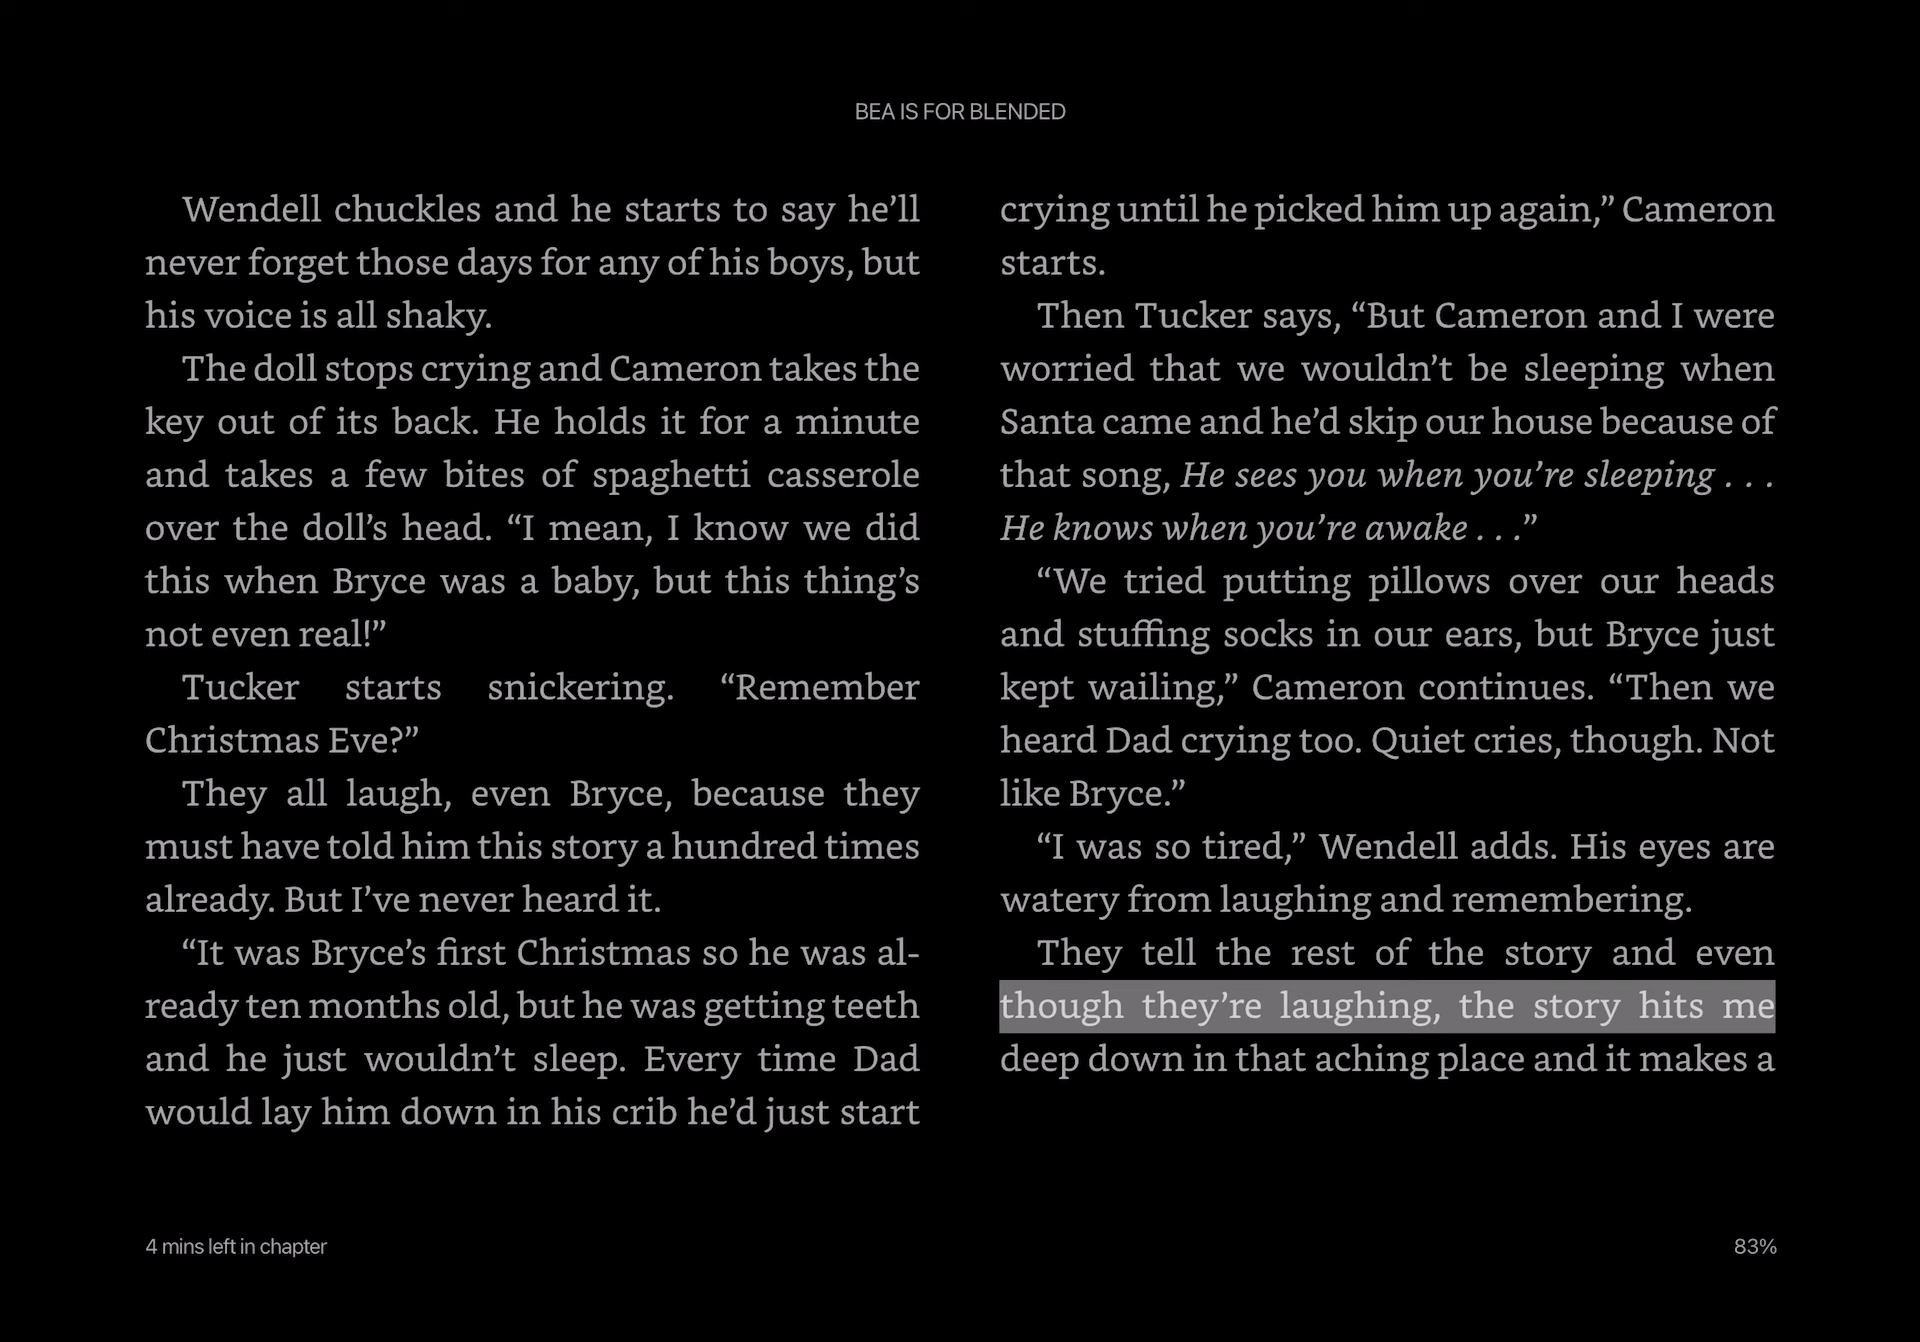 BEA IS FOR BLENDED
Wendell chuckles and he starts to say he’ll
never forget those days for any of his boys, but
his voice is all shaky.
The doll stops crying and Cameron takes the
key out of its back. He holds it for a minute
and takes a few bites of spaghetti casserole
over the doll’s head. “I mean, I know we did
this when Bryce was a baby, but this thing’s
not even real!”
Tucker starts snickering. “Remember
Christmas Eve?”
They all laugh, even Bryce, because they
must have told him this story a hundred times
already. But I’ve never heard it.
“It was Bryce’s first Christmas so he was al-
ready ten months old, but he was getting teeth
and he just wouldn’t sleep. Every time Dad
would lay him down in his crib he’d just start
crying until he picked him up again,” Cameron
starts.
Then Tucker says, “But Cameron and I were
worried that we wouldn’t be sleeping when
Santa came and he’d skip our house because of
that song, He sees you when you’re sleeping . . .
He knows when you’re awake . . .”
“We tried putting pillows over our heads
and stuffing socks in our ears, but Bryce just
kept wailing,” Cameron continues. “Then we
heard Dad crying too. Quiet cries, though. Not
like Bryce.”
“I was so tired,” Wendell adds. His eyes are
watery from laughing and remembering.
They tell the rest of the story and even
though they’re laughing, the story hits me
deep down in that aching place and it makes a
4 mins left in chapter
83%